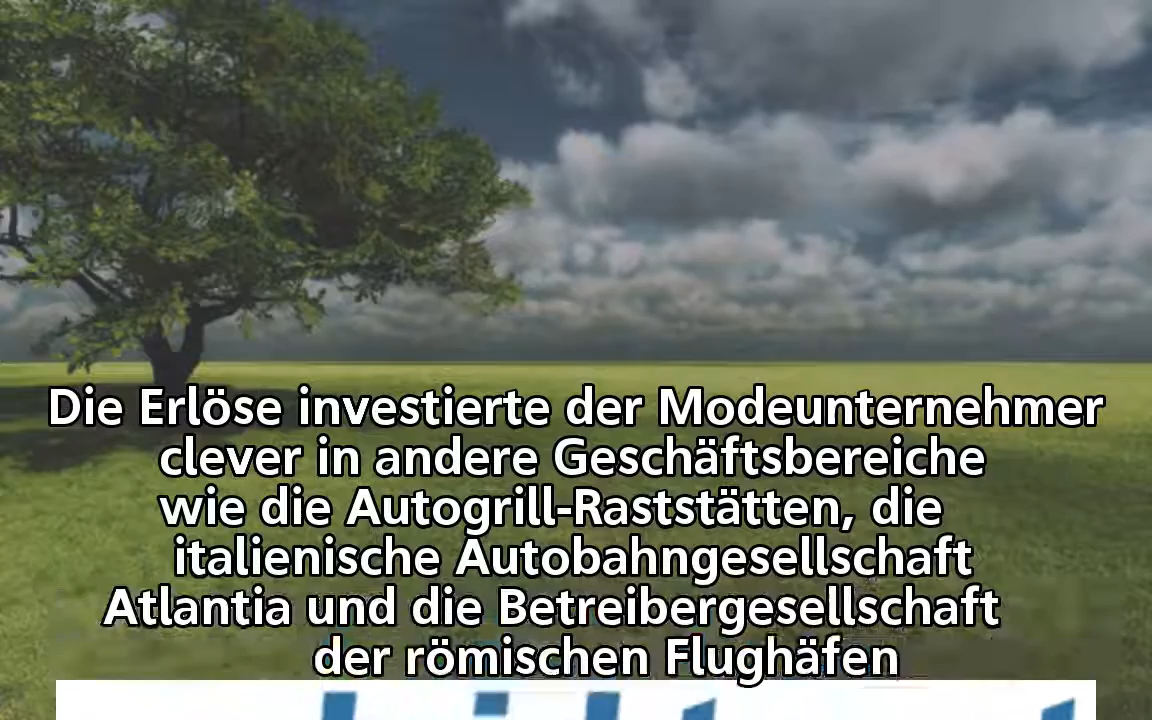 Die Erlöse investierte der Modeunternehmer
clever in andere Geschäftsbereiche
wie die Autogrill-Raststätten, die
italienische Autobahngesellschaft
Atlantia und die Betreibergesellschaft
der römischen Flughäfen